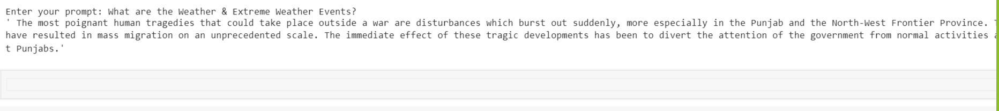 Enter your prompt: What are the Weather & Extreme Weather Events?
' The most poignant human tragedies that could take place outside a war are disturbances which burst out suddenly, more especially in the Punjab and the North-West Frontier Province.
have resulted in mass migration on an unprecedented scale. The immediate effect of these tragic developments has been to divert the attention of the government from normal activities
t Punjabs.'